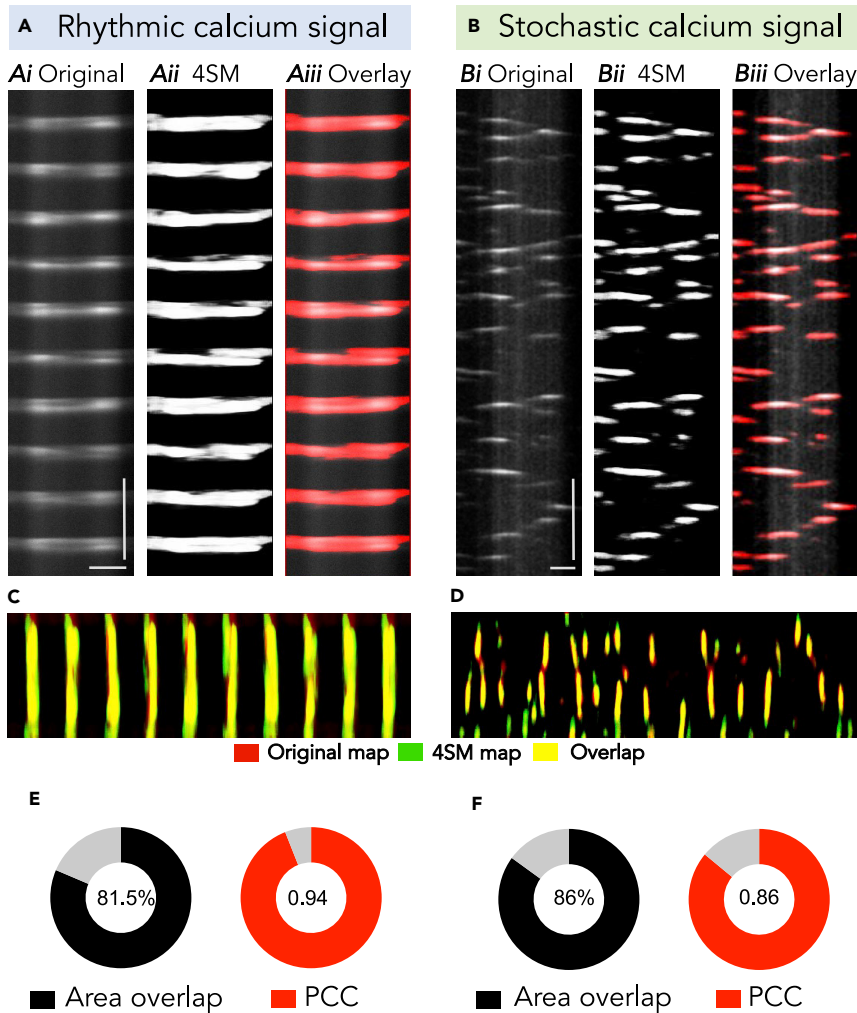 A Rhythmic calcium signal
B Stochastic calcium signal
Ai Original
Aii 4SM
Aiii Overlay
Bi Original
Bii 4SM
Biii Overlay
C
D
Original map 4SM map Overlap
E
F
81.5%
0.94
86%
0.86
Area overlap PCC
Area overlap PCC